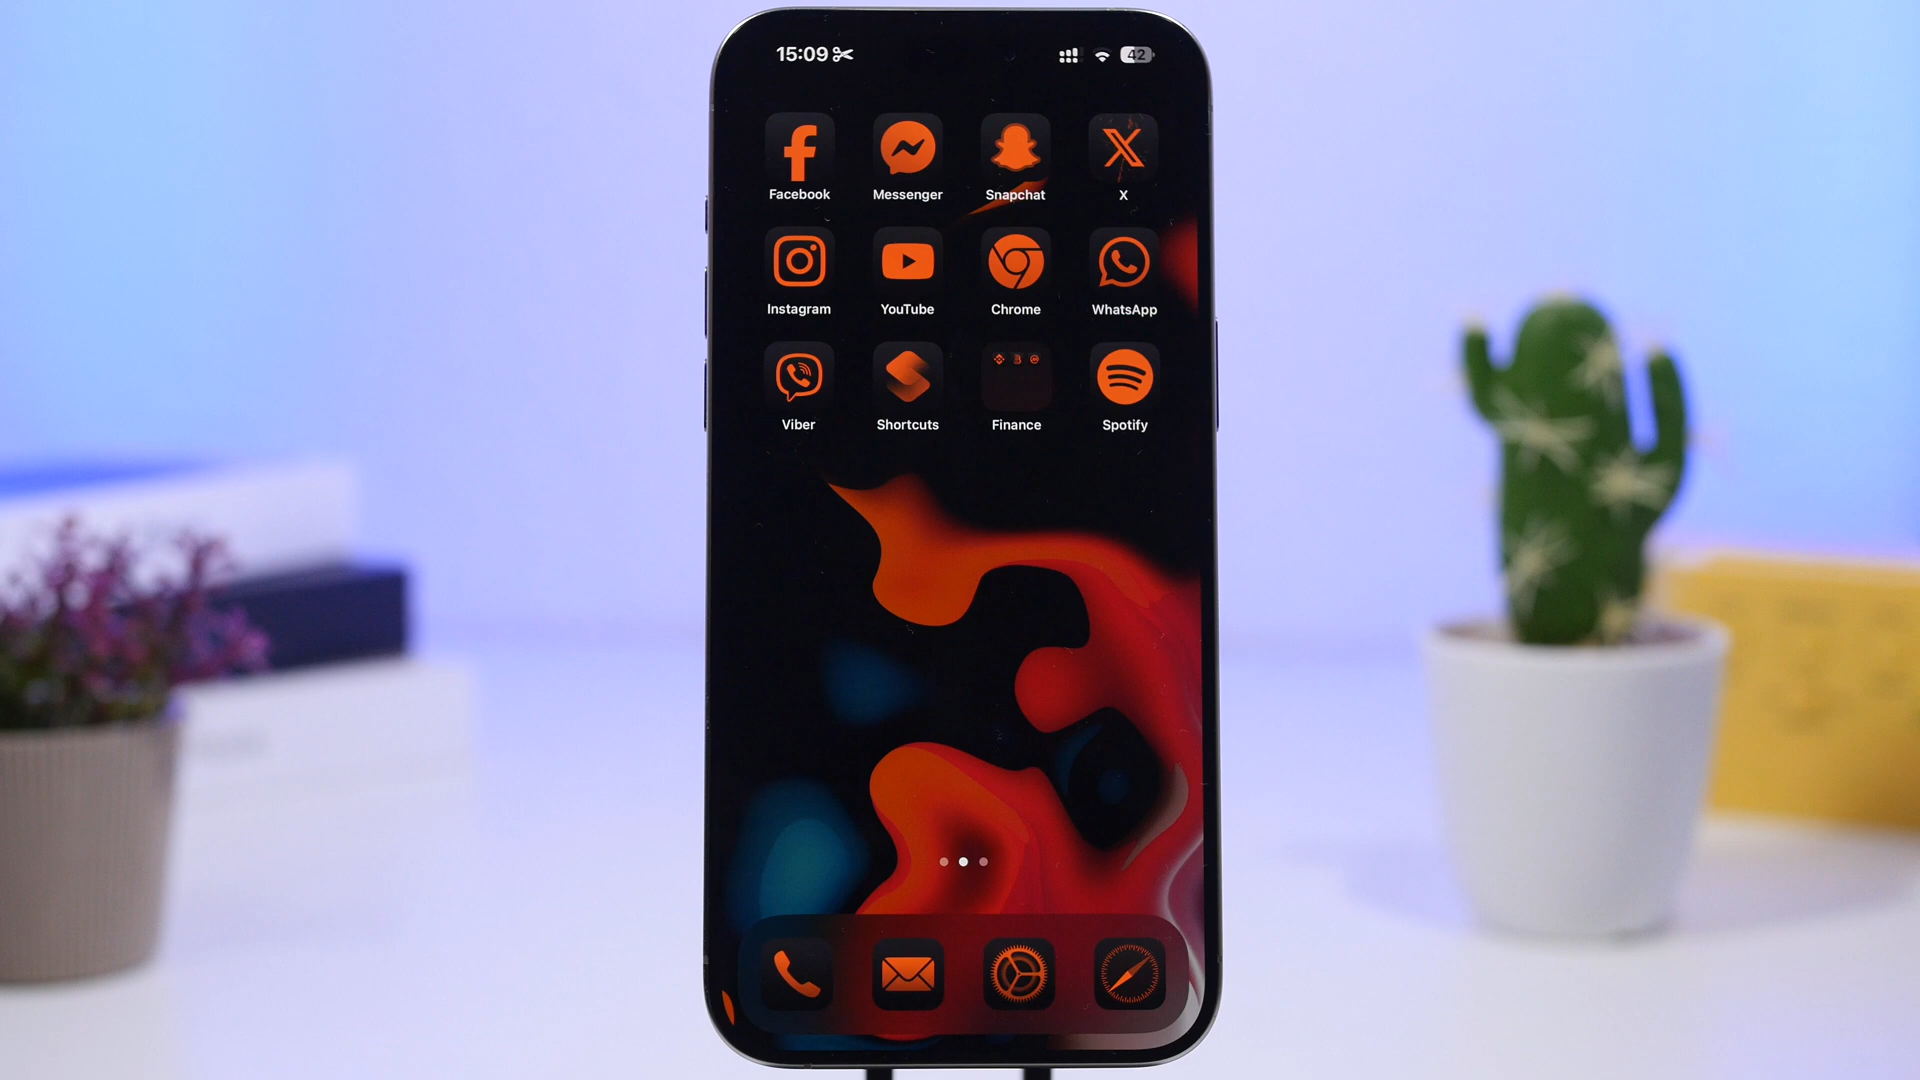 15:09
42
Facebook Messenger Snapchat X
Instagram YouTube Chrome WhatsApp
Viber Shortcuts Finance Spotify